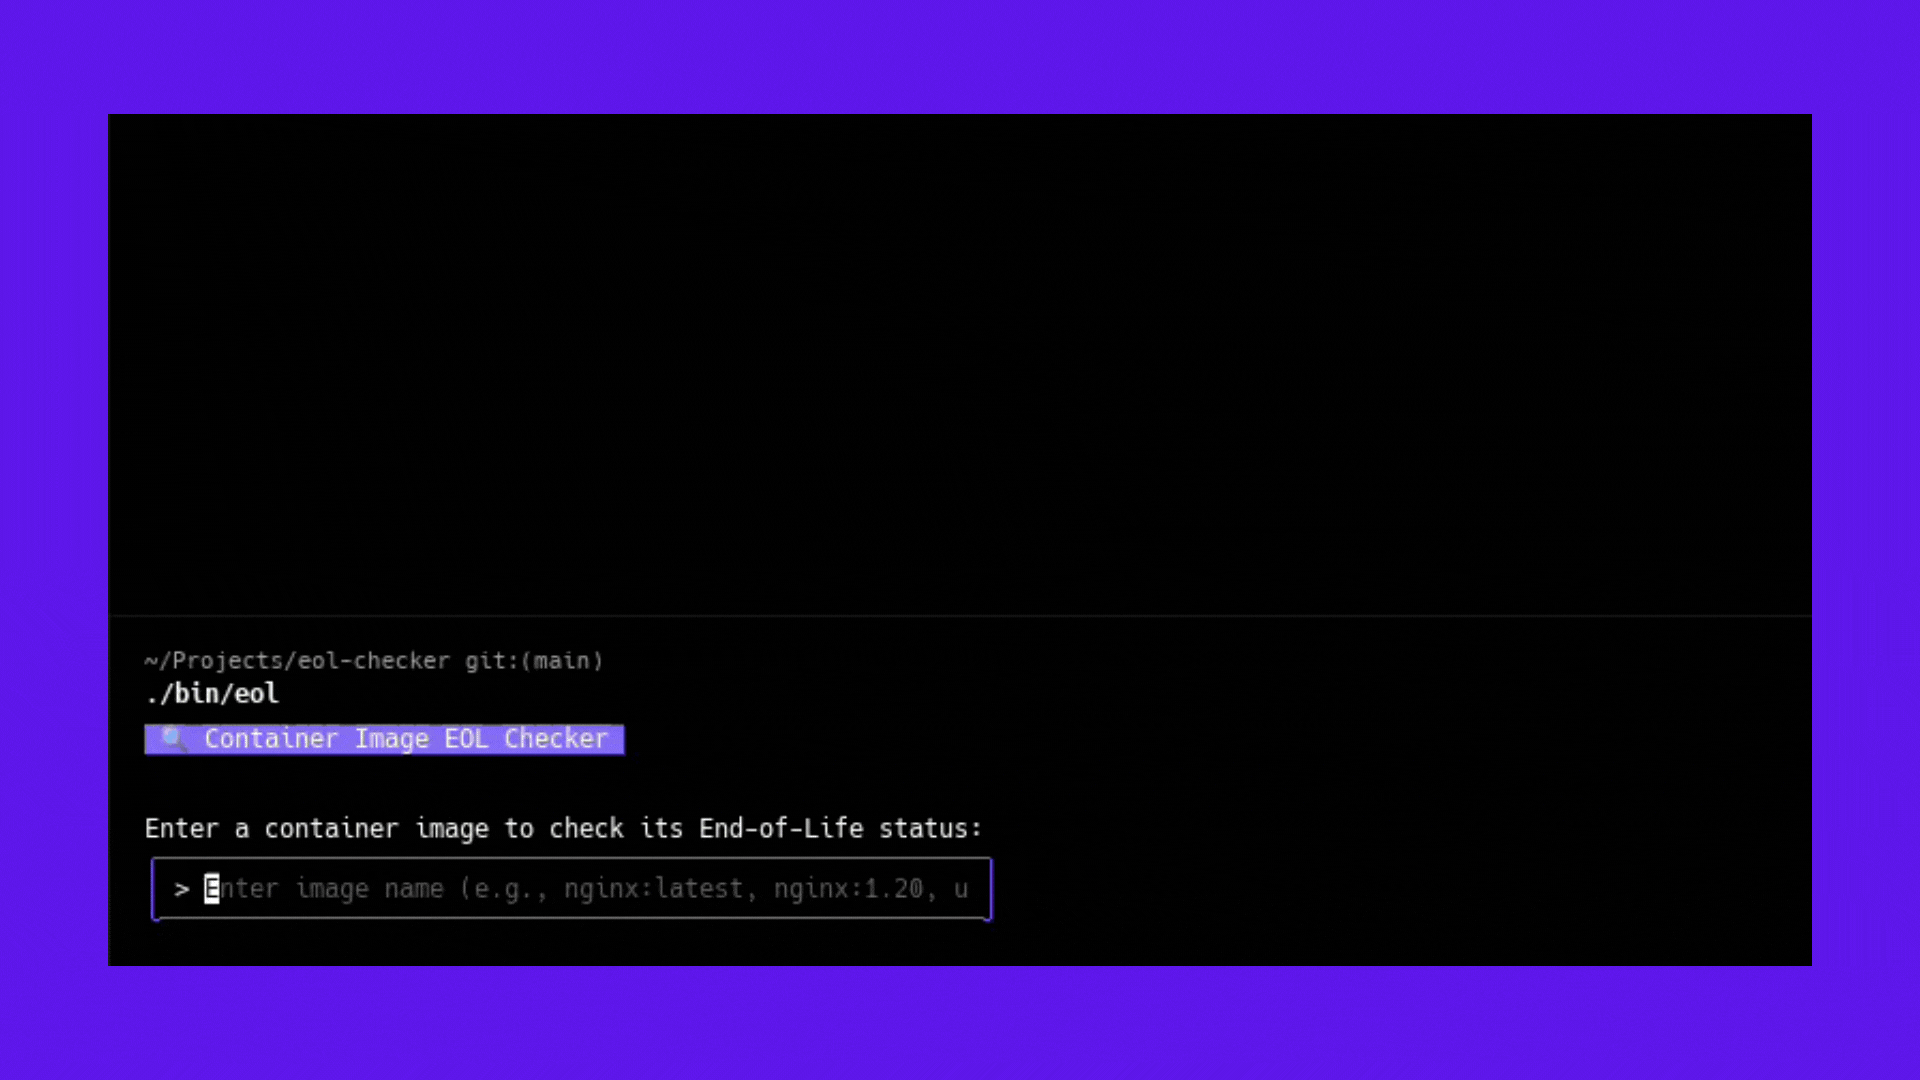 ~/Projects/eol-checker git:(main)
./bin/eol
🔍 Container Image EOL Checker
Enter a container image to check its End-of-Life status:
> Enter image name (e.g., nginx:latest, nginx:1.20, u